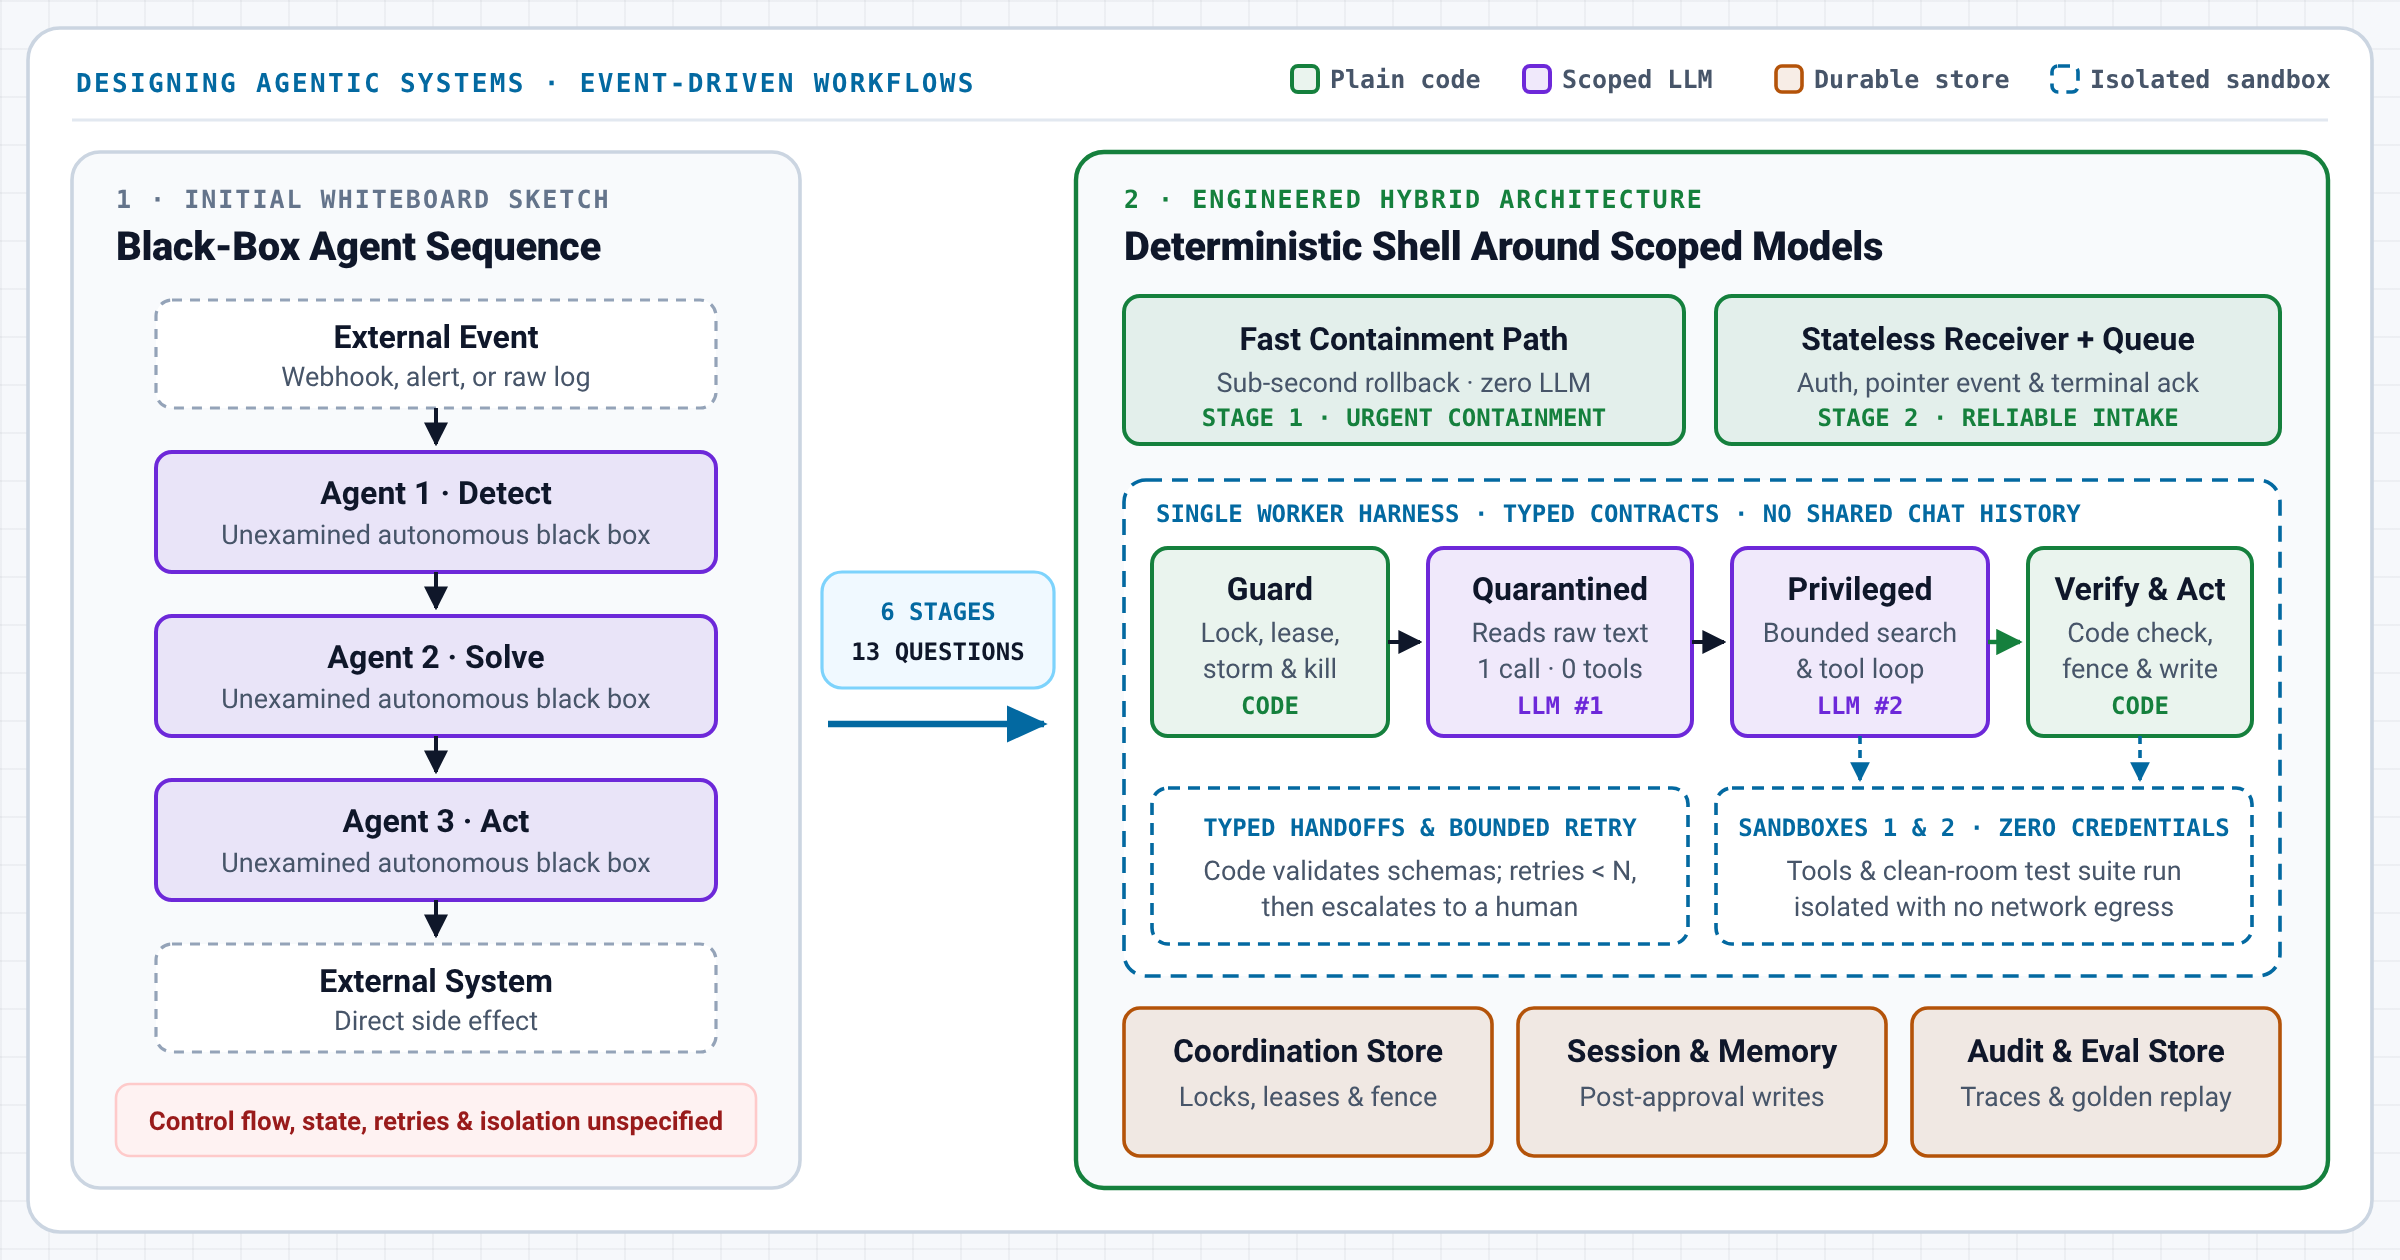 DESIGNING AGENTIC SYSTEMS · EVENT-DRIVEN WORKFLOWS
Plain code
Scoped LLM
Durable store
Isolated sandbox
1 · INITIAL WHITEBOARD SKETCH
Black-Box Agent Sequence
External Event
Webhook, alert, or raw log
Agent 1 · Detect
Unexamined autonomous black box
Agent 2 · Solve
Unexamined autonomous black box
Agent 3 · Act
Unexamined autonomous black box
External System
Direct side effect
Control flow, state, retries & isolation unspecified
6 STAGES
13 QUESTIONS
2 · ENGINEERED HYBRID ARCHITECTURE
Deterministic Shell Around Scoped Models
Fast Containment Path
Sub-second rollback · zero LLM
STAGE 1 · URGENT CONTAINMENT
Stateless Receiver + Queue
Auth, pointer event & terminal ack
STAGE 2 · RELIABLE INTAKE
SINGLE WORKER HARNESS · TYPED CONTRACTS · NO SHARED CHAT HISTORY
Guard
Lock, lease,
storm & kill
CODE
Quarantined
Reads raw text
1 call · 0 tools
LLM #1
Privileged
Bounded search
& tool loop
LLM #2
Verify & Act
Code check,
fence & write
CODE
TYPED HANDOFFS & BOUNDED RETRY
Code validates schemas; retries < N,
then escalates to a human
SANDBOXES 1 & 2 · ZERO CREDENTIALS
Tools & clean-room test suite run
isolated with no network egress
Coordination Store
Locks, leases & fence
Session & Memory
Post-approval writes
Audit & Eval Store
Traces & golden replay